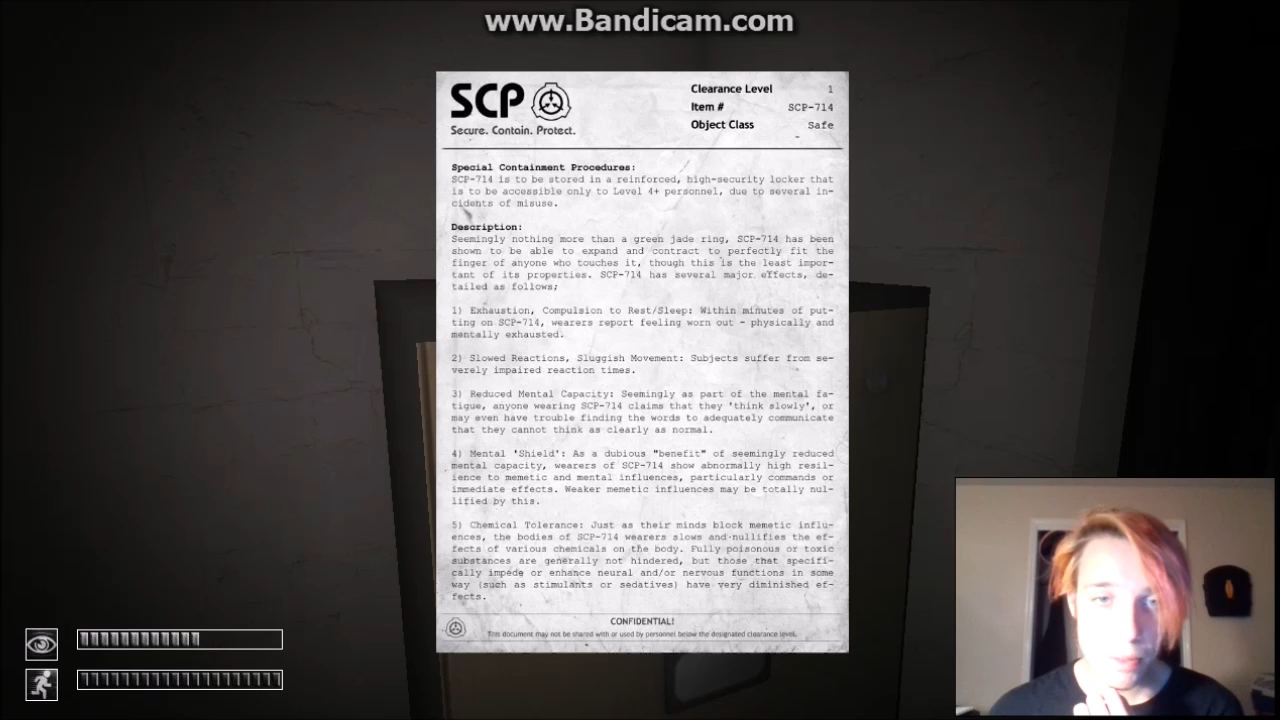 www.Bandicam.com
SCP
Secure. Contain. Protect.
Clearance Level 1
Item # SCP-714
Object Class Safe
Special Containment Procedures:
SCP-714 is to be stored in a reinforced, high-security locker that
is to be accessible only to Level 4+ personnel, due to several in-
cidents of misuse.
Description:
Seemingly nothing more than a green jade ring, SCP-714 has been
shown to be able to expand and contract to perfectly fit the
finger of anyone who touches it, though this is the least impor-
tant of its properties. SCP-714 has several major effects, de-
tailed as follows;
1) Exhaustion, Compulsion to Rest/Sleep: Within minutes of put-
ting on SCP-714, wearers report feeling worn out - physically and
mentally exhausted.
2) Slowed Reactions, Sluggish Movement: Subjects suffer from se-
verely impaired reaction times.
3) Reduced Mental Capacity: Seemingly as part of the mental fa-
tigue, anyone wearing SCP-714 claims that they 'think slowly', or
may even have trouble finding the words to adequately communicate
that they cannot think as clearly as normal.
4) Mental 'Shield': As a dubious "benefit" of seemingly reduced
mental capacity, wearers of SCP-714 show abnormally high resil-
ience to memetic and mental influences, particularly commands or
immediate effects. Weaker memetic influences may be totally nul-
lified by this.
5) Chemical Tolerance: Just as their minds block memetic influ-
ences, the bodies of SCP-714 wearers slows and nullifies the ef-
fects of various chemicals on the body. Fully poisonous or toxic
substances are generally not hindered, but those that specifi-
cally impede or enhance neural and/or nervous functions in some
way (such as stimulants or sedatives) have very diminished ef-
fects.
CONFIDENTIAL!
This document may not be shared with or used by personnel below the designated clearance level.